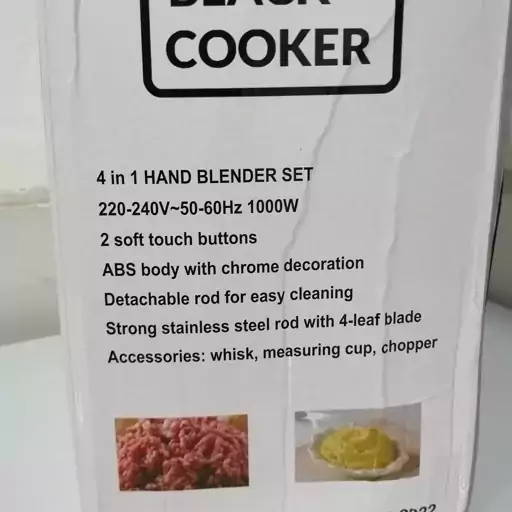 BLACK
COOKER
4 in 1 HAND BLENDER SET
220-240V~50-60Hz 1000W
2 soft touch buttons
ABS body with chrome decoration
Detachable rod for easy cleaning
Strong stainless steel rod with 4-leaf blade
Accessories: whisk, measuring cup, chopper